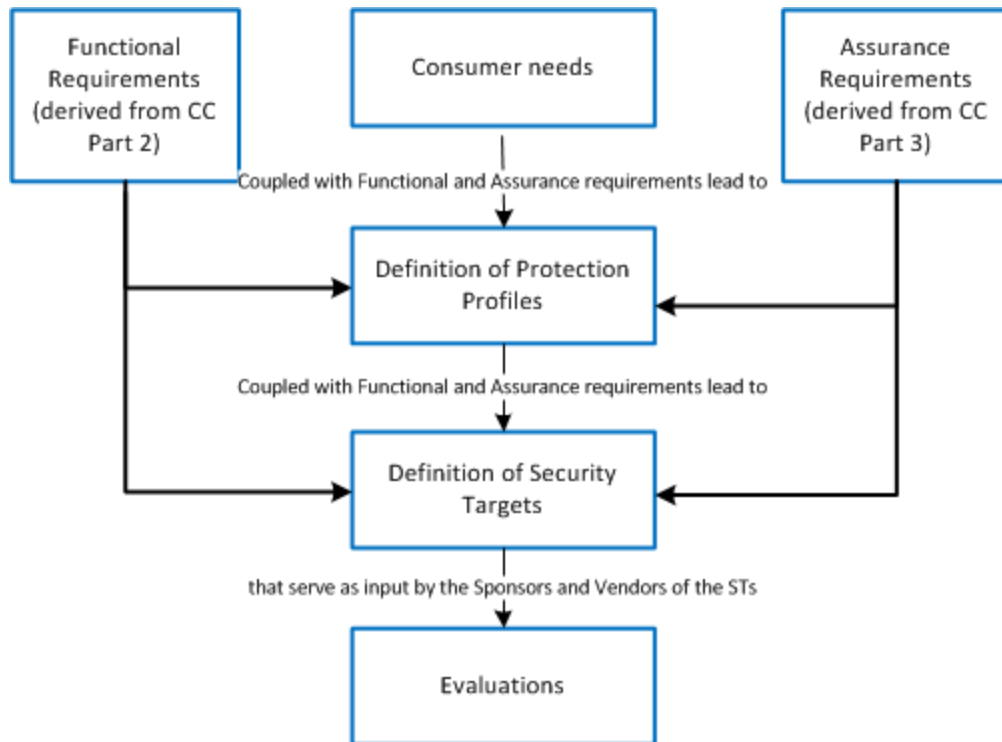 Functional
Requirements
(derived from CC
Part 2)
Consumer needs
Assurance
Requirements
(derived from CC
Part 3)
Coupled with Functional and Assurance requirements lead to
Definition of Protection
Profiles
Coupled with Functional and Assurance requirements lead to
Definition of Security
Targets
that serve as input by the Sponsors and Vendors of the STs
Evaluations